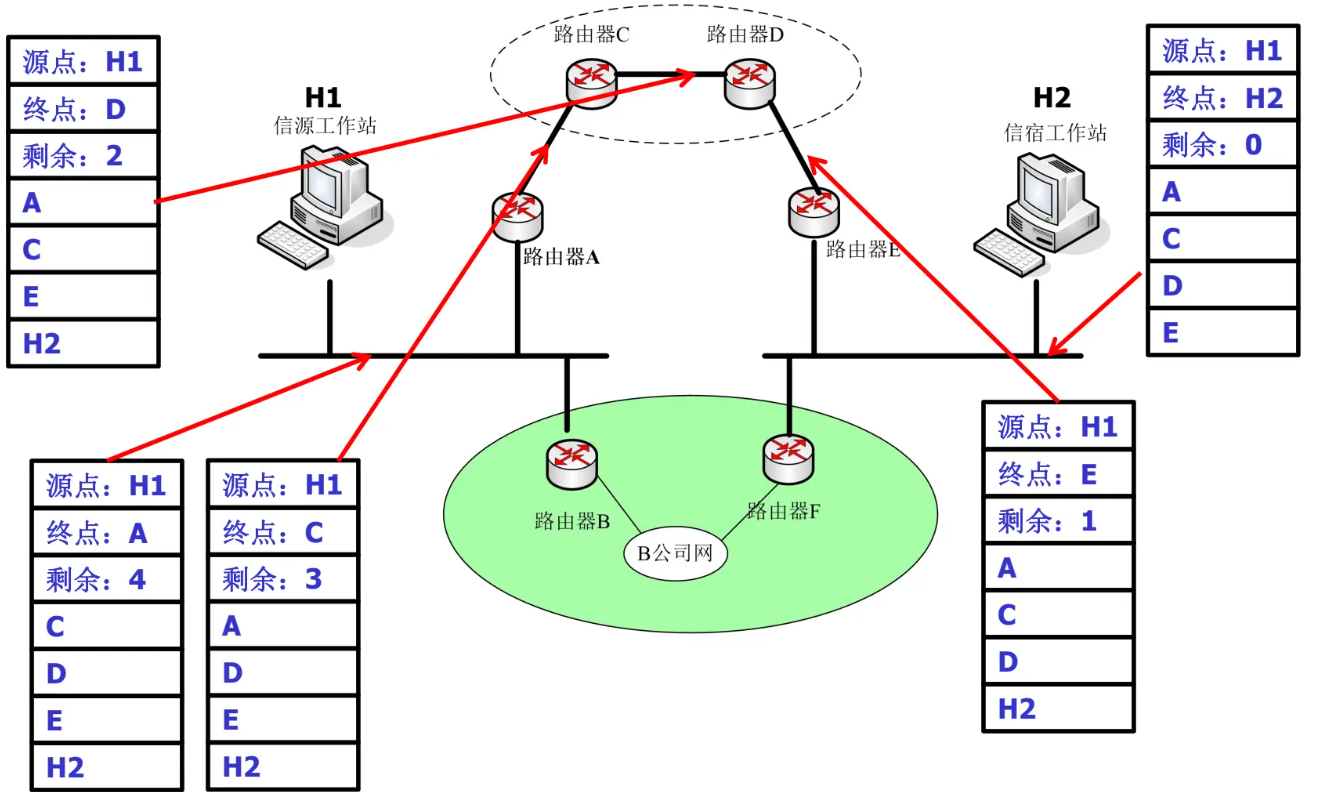 路由器C
路由器D
源点：H1
终点：D
剩余：2
A
C
E
H2
H1
信源工作站
H2
信宿工作站
源点：H1
终点：H2
剩余：0
A
C
D
E
路由器A
路由器E
源点：H1
终点：A
剩余：4
C
D
E
H2
源点：H1
终点：C
剩余：3
A
D
E
H2
路由器B
路由器F
B公司网
源点：H1
终点：E
剩余：1
A
C
D
H2